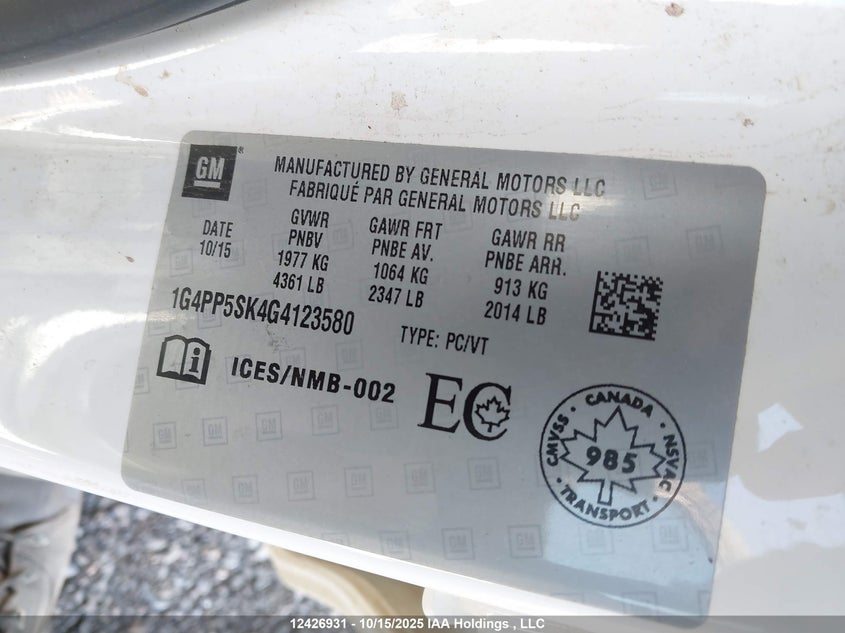 GM
MANUFACTURED BY GENERAL MOTORS LLC
FABRIQUÉ PAR GENERAL MOTORS LLC
DATE
10/15
GVWR
PNBV
1977 KG
4361 LB
GAWR FRT
PNBE AV.
1064 KG
2347 LB
GAWR RR
PNBE ARR.
913 KG
2014 LB
1G4PP5SK4G4123580
TYPE: PC/VT
ICES/NMB-002
EC
CMVSS · CANADA · NSVAC · TRANSPORT ·
985
12426931 - 10/15/2025 IAA Holdings , LLC